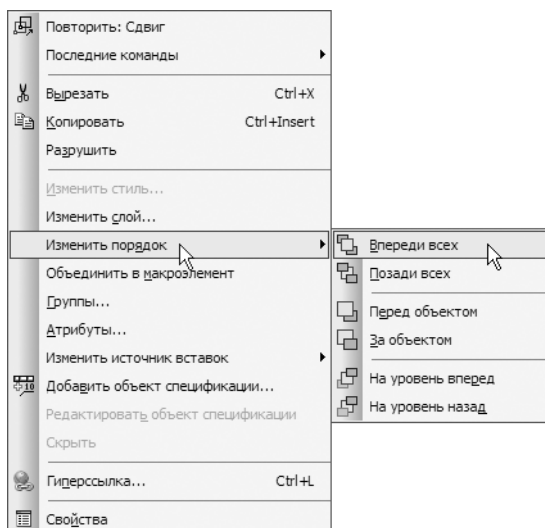 Повторить: Сдвиг
Последние команды
Вырезать Ctrl+X
Копировать Ctrl+Insert
Разрушить
Изменить стиль...
Изменить слой...
Изменить порядок
Объединить в макроэлемент
Группы...
Атрибуты...
Изменить источник вставок
Добавить объект спецификации...
Редактировать объект спецификации
Скрыть
Гиперссылка... Ctrl+L
Свойства
Впереди всех
Позади всех
Перед объектом
За объектом
На уровень вперед
На уровень назад